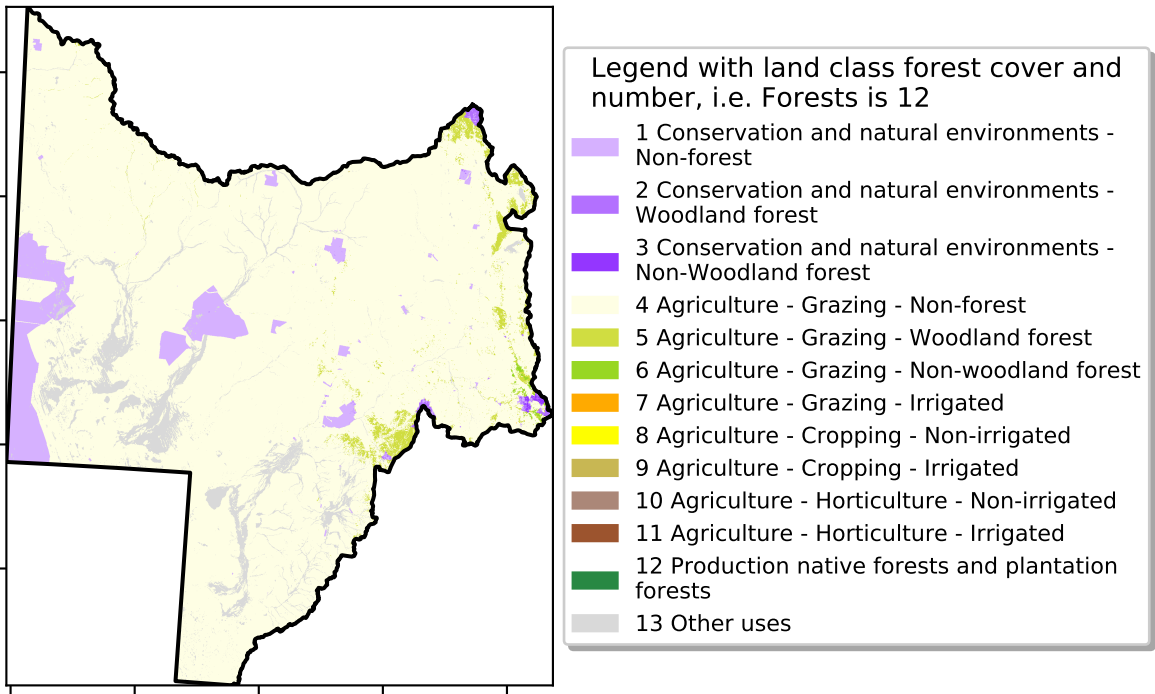 Legend with land class forest cover and
number, i.e. Forests is 12
1 Conservation and natural environments -
Non-forest
2 Conservation and natural environments -
Woodland forest
3 Conservation and natural environments -
Non-Woodland forest
4 Agriculture - Grazing - Non-forest
5 Agriculture - Grazing - Woodland forest
6 Agriculture - Grazing - Non-woodland forest
7 Agriculture - Grazing - Irrigated
8 Agriculture - Cropping - Non-irrigated
9 Agriculture - Cropping - Irrigated
10 Agriculture - Horticulture - Non-irrigated
11 Agriculture - Horticulture - Irrigated
12 Production native forests and plantation
forests
13 Other uses